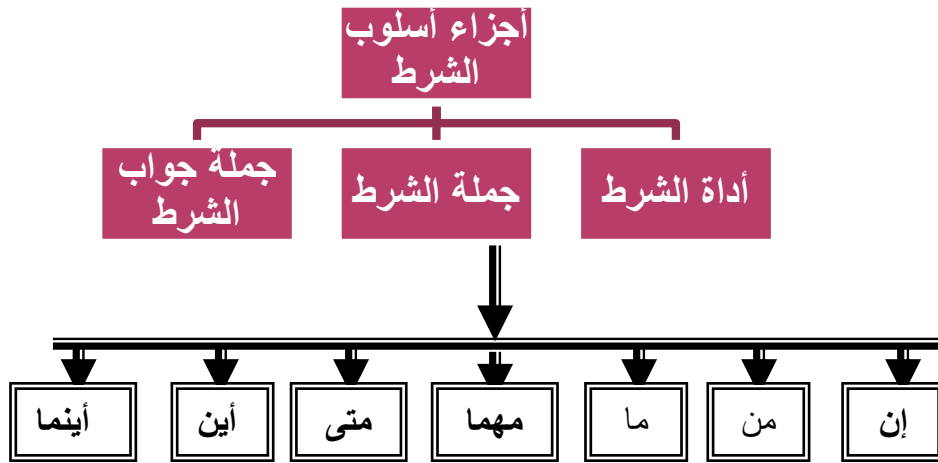 أجزاء أسلوب
الشرط
أداة الشرط
جملة الشرط
جملة جواب
الشرط
إن
من
ما
مهما
متى
أين
أينما